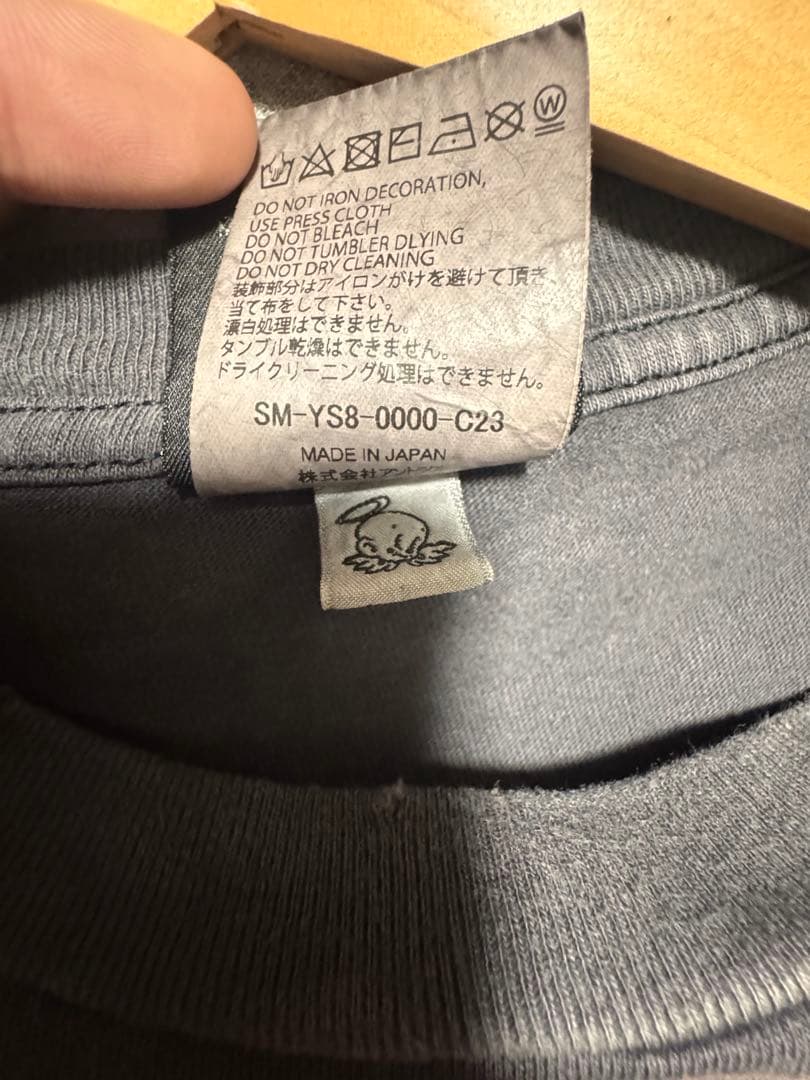 W
DO NOT IRON DECORATION,
USE PRESS CLOTH
DO NOT BLEACH
DO NOT TUMBLER DLYING
DO NOT DRY CLEANING
装飾部分はアイロンがけを避けて頂き、
当て布をして下さい。
漂白処理はできません。
タンブル乾燥はできません。
ドライクリーニング処理はできません。
SM-YS8-0000-C23
MADE IN JAPAN
株式会社